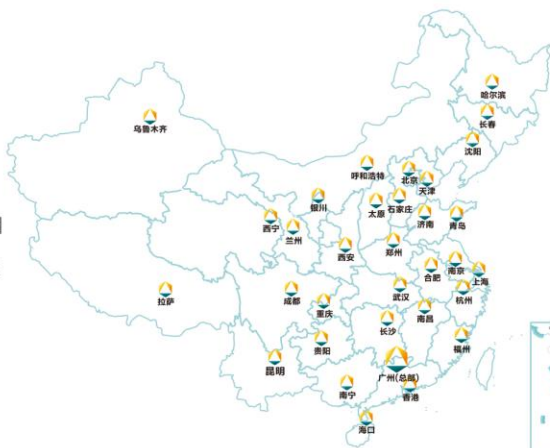 哈尔滨
长春
乌鲁木齐
沈阳
呼和浩特
北京
天津
银川
太原
石家庄
济南
青岛
西宁
兰州
西安
郑州
合肥
南京
上海
拉萨
成都
武汉
杭州
重庆
南昌
长沙
福州
贵阳
昆明
广州(总部)
南宁
香港
海口